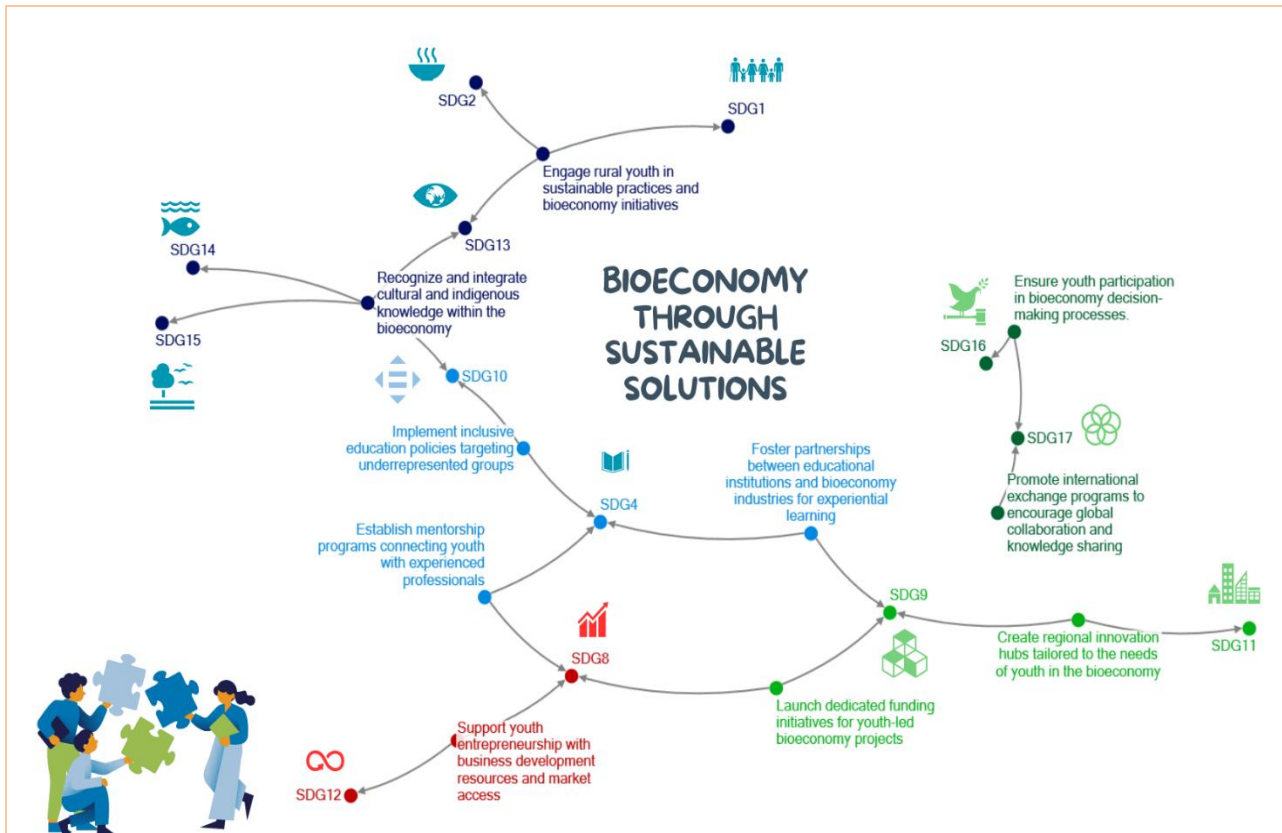 SDG2
SDG1
Engage rural youth in
sustainable practices and
bioeconomy initiatives
SDG13
SDG14
Recognize and integrate
cultural and indigenous
knowledge within the
bioeconomy
SDG15
BIOECONOMY
THROUGH
SUSTAINABLE
SOLUTIONS
Ensure youth participation
in bioeconomy decision-
making processes.
SDG16
SDG10
Implement inclusive
education policies targeting
underrepresented groups
SDG17
Foster partnerships
between educational
institutions and bioeconomy
industries for experiential
learning
Promote international
exchange programs to
encourage global
collaboration and
knowledge sharing
SDG4
Establish mentorship
programs connecting youth
with experienced
professionals
SDG9
Create regional innovation
hubs tailored to the needs
of youth in the bioeconomy
SDG11
SDG8
Launch dedicated funding
initiatives for youth-led
bioeconomy projects
Support youth
entrepreneurship with
business development
resources and market
access
SDG12